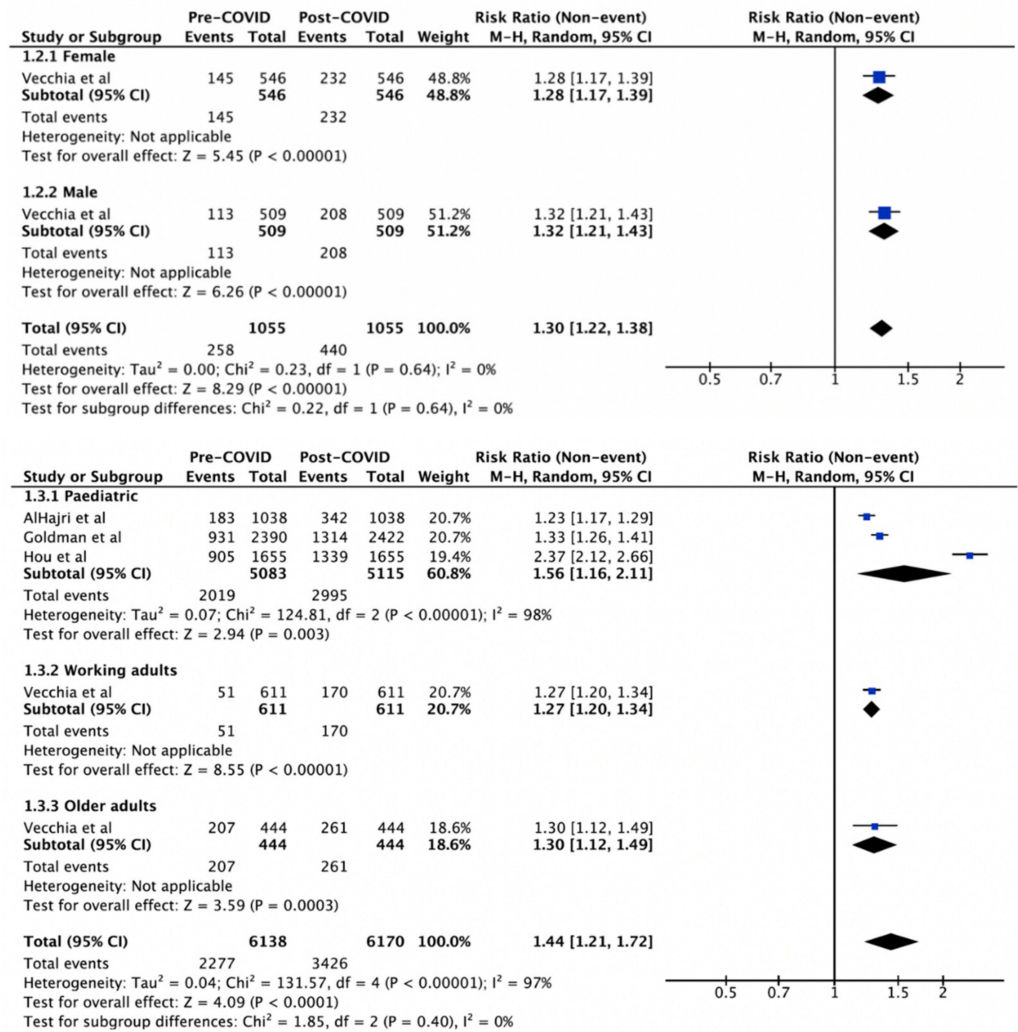 Pre-COVID Post-COVID Risk Ratio (Non-event) Risk Ratio (Non-event)
Study or Subgroup Events Total Events Total Weight M-H, Random, 95% CI M-H, Random, 95% CI
1.2.1 Female
Vecchia et al 145 546 232 546 48.8% 1.28 [1.17, 1.39]
Subtotal (95% CI) 546 546 48.8% 1.28 [1.17, 1.39]
Total events 145 232
Heterogeneity: Not applicable
Test for overall effect: Z = 5.45 (P < 0.00001)
1.2.2 Male
Vecchia et al 113 509 208 509 51.2% 1.32 [1.21, 1.43]
Subtotal (95% CI) 509 509 51.2% 1.32 [1.21, 1.43]
Total events 113 208
Heterogeneity: Not applicable
Test for overall effect: Z = 6.26 (P < 0.00001)
Total (95% CI) 1055 1055 100.0% 1.30 [1.22, 1.38]
Total events 258 440
Heterogeneity: Tau² = 0.00; Chi² = 0.23, df = 1 (P = 0.64); I² = 0%
Test for overall effect: Z = 8.29 (P < 0.00001)
Test for subgroup differences: Chi² = 0.22, df = 1 (P = 0.64), I² = 0%
0.5 0.7 1 1.5 2
Pre-COVID Post-COVID Risk Ratio (Non-event) Risk Ratio (Non-event)
Study or Subgroup Events Total Events Total Weight M-H, Random, 95% CI M-H, Random, 95% CI
1.3.1 Paediatric
AlHajri et al 183 1038 342 1038 20.7% 1.23 [1.17, 1.29]
Goldman et al 931 2390 1314 2422 20.7% 1.33 [1.26, 1.41]
Hou et al 905 1655 1339 1655 19.4% 2.37 [2.12, 2.66]
Subtotal (95% CI) 5083 5115 60.8% 1.56 [1.16, 2.11]
Total events 2019 2995
Heterogeneity: Tau² = 0.07; Chi² = 124.81, df = 2 (P < 0.00001); I² = 98%
Test for overall effect: Z = 2.94 (P = 0.003)
1.3.2 Working adults
Vecchia et al 51 611 170 611 20.7% 1.27 [1.20, 1.34]
Subtotal (95% CI) 611 611 20.7% 1.27 [1.20, 1.34]
Total events 51 170
Heterogeneity: Not applicable
Test for overall effect: Z = 8.55 (P < 0.00001)
1.3.3 Older adults
Vecchia et al 207 444 261 444 18.6% 1.30 [1.12, 1.49]
Subtotal (95% CI) 444 444 18.6% 1.30 [1.12, 1.49]
Total events 207 261
Heterogeneity: Not applicable
Test for overall effect: Z = 3.59 (P = 0.0003)
Total (95% CI) 6138 6170 100.0% 1.44 [1.21, 1.72]
Total events 2277 3426
Heterogeneity: Tau² = 0.04; Chi² = 131.57, df = 4 (P < 0.00001); I² = 97%
Test for overall effect: Z = 4.09 (P < 0.0001)
Test for subgroup differences: Chi² = 1.85, df = 2 (P = 0.40), I² = 0%
0.5 0.7 1 1.5 2